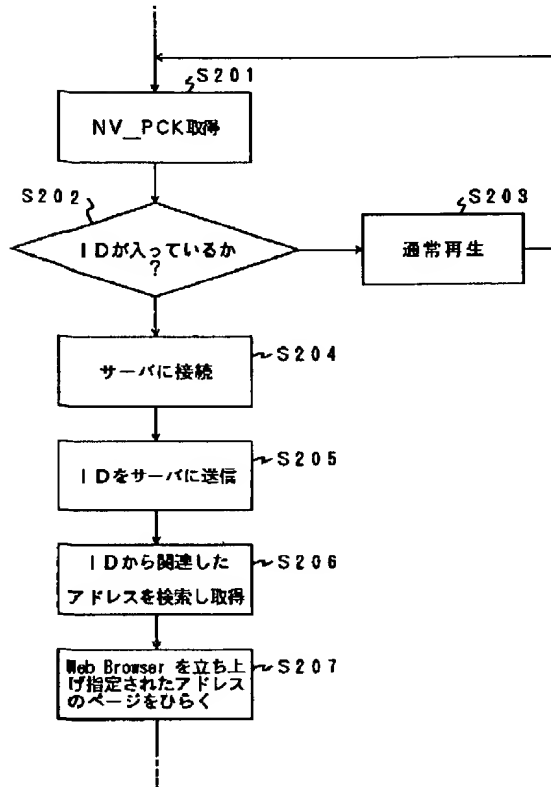 S201
NV_PCK取得
S202
IDが入っているか
?
S203
通常再生
サーバに接続
S204
IDをサーバに送信
S205
IDから関連した
アドレスを検索し取得
S206
Web Browser を立ち上
げ指定されたアドレス
のページをひらく
S207